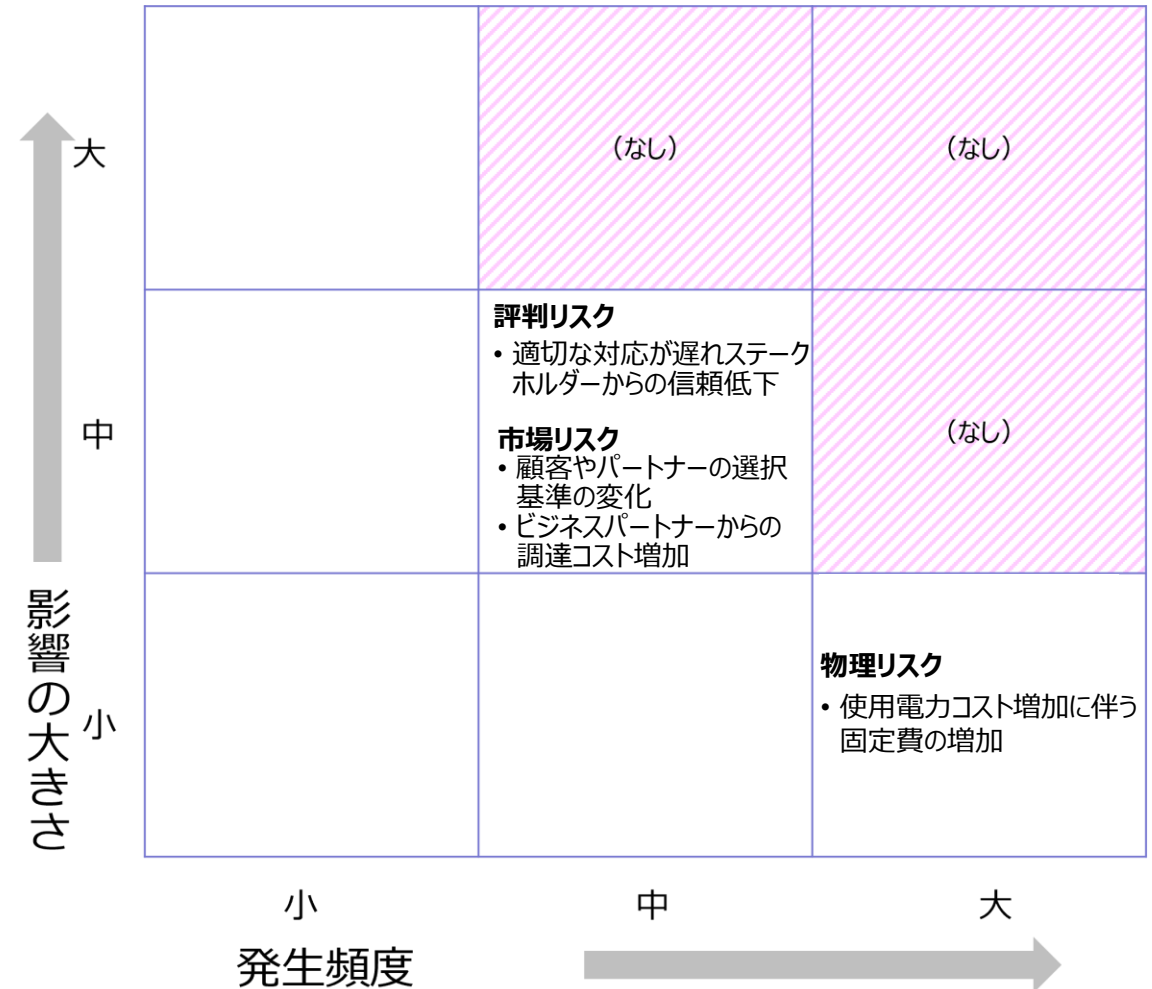 大
(なし)
(なし)
中
評判リスク
• 適切な対応が遅れステーク
ホルダーからの信頼低下
市場リスク
• 顧客やパートナーの選択
基準の変化
• ビジネスパートナーからの
調達コスト増加
(なし)
影響の大きさ
小
物理リスク
• 使用電力コスト増加に伴う
固定費の増加
小
中
大
発生頻度